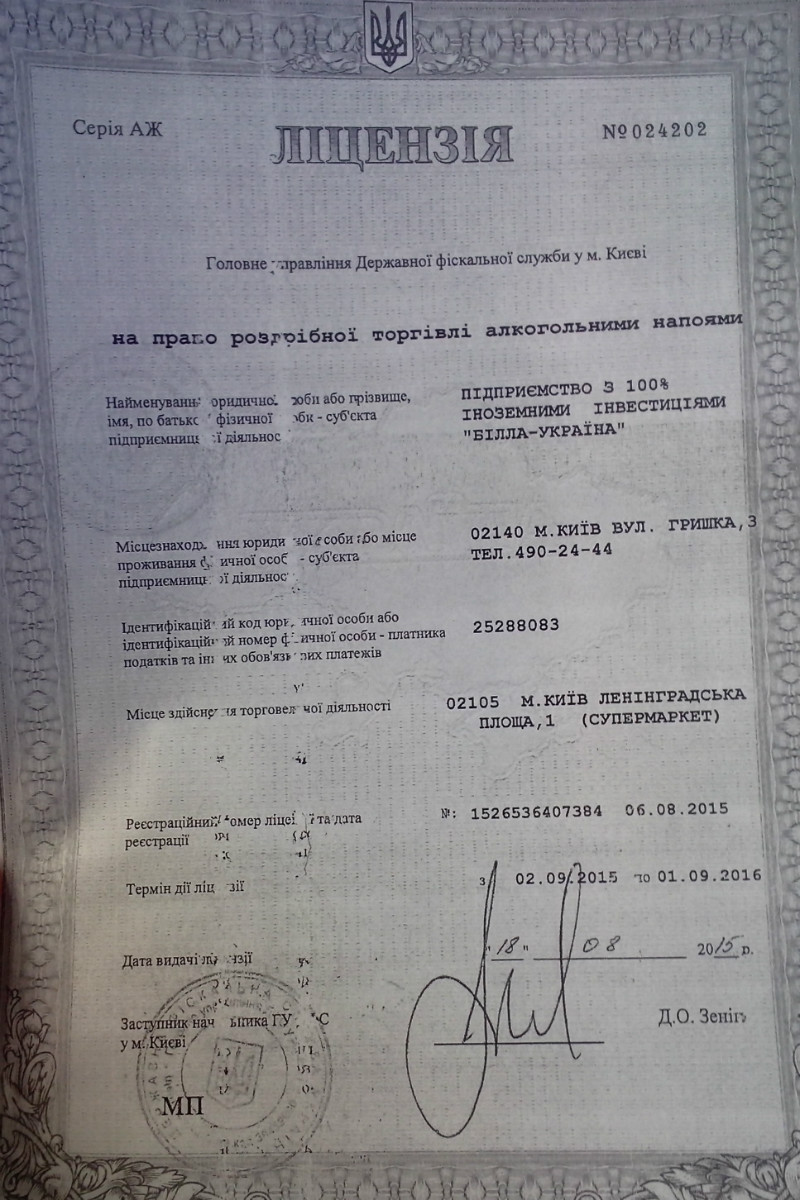 Серія АЖ
ЛІЦЕНЗІЯ
№024202
Головне управління Державної фіскальної служби у м. Києві
на право роздрібної торгівлі алкогольними напоями
Найменування юридичної особи або прізвище,
імя, по батькові фізичної особи - суб'єкта
підприємницької діяльності
ПІДПРИЄМСТВО З 100%
ІНОЗЕМНИМИ ІНВЕСТИЦІЯМИ
"БІЛЛА-УКРАЇНА"
Місцезнаходження юридичної особи або місце
проживання фізичної особи - суб'єкта
підприємницької діяльності
02140 М.КИЇВ ВУЛ. ГРИШКА,3
ТЕЛ.490-24-44
Ідентифікаційний код юридичної особи або
ідентифікаційний номер фізичної особи - платника
податків та інших обов'язкових платежів
25288083
Місце здійснення торговельної діяльності
02105 М.КИЇВ ЛЕНІНГРАДСЬКА
ПЛОЩА,1 (СУПЕРМАРКЕТ)
Реєстраційний номер ліцензії та дата
реєстрації
№: 1526536407384 06.08.2015
Термін дії ліцензії
з 02.09.2015 по 01.09.2016
Дата видачі ліцензії
"18" 08 2015 р.
Заступник начальника ГУ ДФС
у м. Києві
Д.О. Зеніг
МП